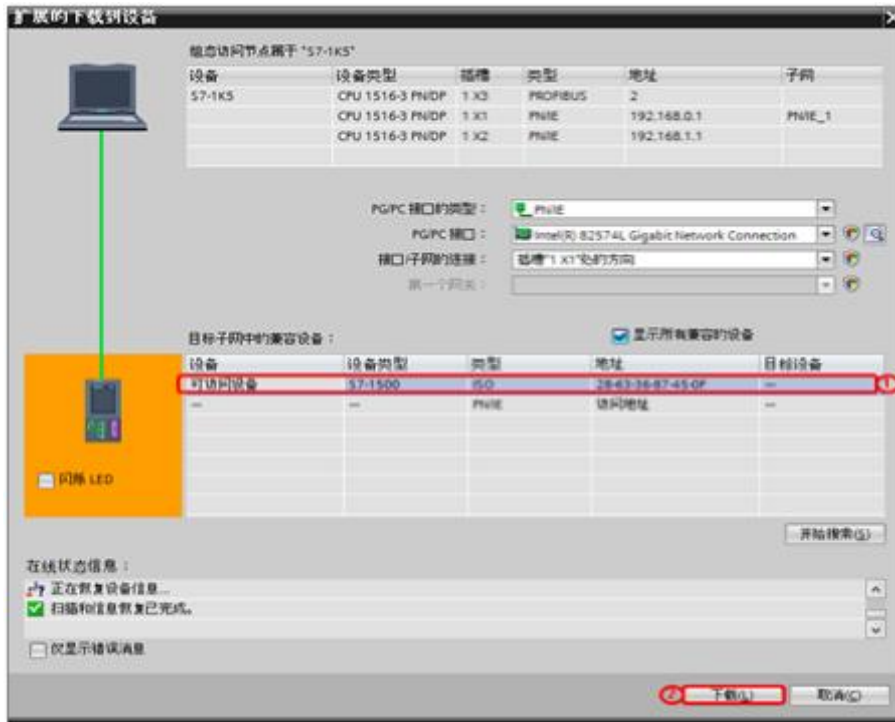 扩展的下载到设备
组态访问节点属于 "S7-1K5"
设备 设备类型 插槽 类型 地址 子网
S7-1K5 CPU 1516-3 PN/DP 1 X3 PROFIBUS 2
CPU 1516-3 PN/DP 1 X1 PN/IE 192.168.0.1 PN/IE_1
CPU 1516-3 PN/DP 1 X2 PN/IE 192.168.1.1
PG/PC 接口的类型： PN/IE
PG/PC 接口： Intel(R) 82574L Gigabit Network Connection
接口/子网的连接： 插槽"1 X1"处的方向
第一个网关：
目标子网中的兼容设备： 显示所有兼容的设备
设备 设备类型 类型 地址 目标设备
可访问设备 S7-1500 ISO 28-63-36-87-45-0F — 1
— — PN/IE 访问地址 —
闪烁 LED
开始搜索(S)
在线状态信息：
正在恢复设备信息...
扫描和信息恢复已完成。
仅显示错误消息
2 下载(L) 取消(C)